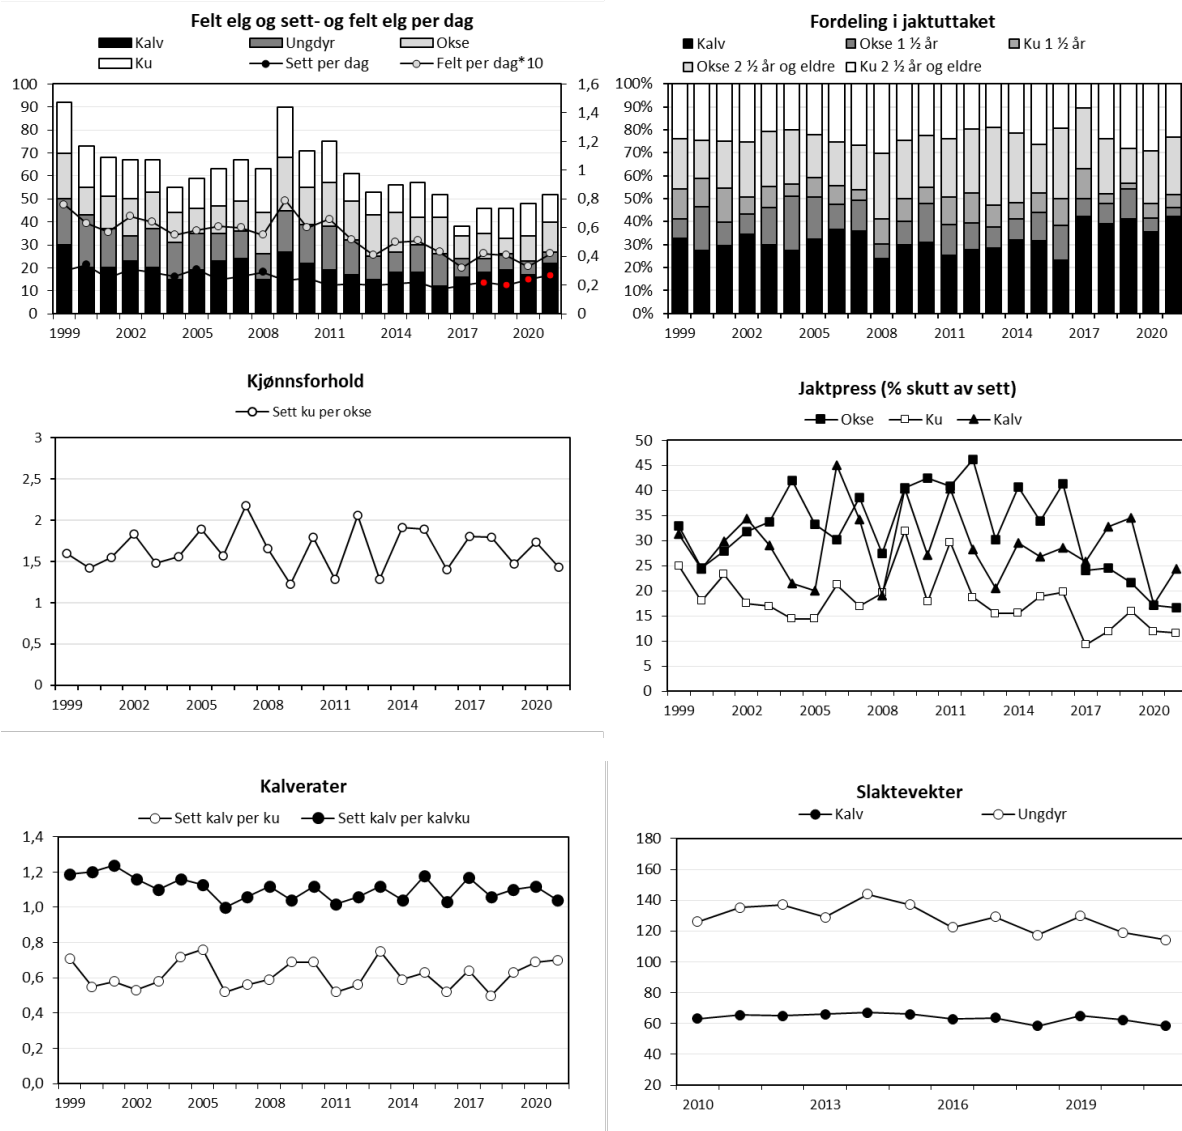 Felt elg og sett- og felt elg per dag
Kalv Ungdyr Okse
Ku Sett per dag Felt per dag*10
100 1,6
90 1,4
80
70 1,2
60 1
50 0,8
40 0,6
30 0,4
20
10 0,2
0 0
1999 2002 2005 2008 2011 2014 2017 2020
Fordeling i jaktuttaket
Kalv Okse 1 ½ år Ku 1 ½ år
Okse 2 ½ år og eldre Ku 2 ½ år og eldre
100%
90%
80%
70%
60%
50%
40%
30%
20%
10%
0%
1999 2002 2005 2008 2011 2014 2017 2020
Kjønnsforhold
Sett ku per okse
3
2,5
2
1,5
1
0,5
0
1999 2002 2005 2008 2011 2014 2017 2020
Jaktpress (% skutt av sett)
Okse Ku Kalv
50
45
40
35
30
25
20
15
10
5
0
1999 2002 2005 2008 2011 2014 2017 2020
Kalverater
Sett kalv per ku Sett kalv per kalvku
1,4
1,2
1,0
0,8
0,6
0,4
0,2
0,0
1999 2002 2005 2008 2011 2014 2017 2020
Slaktevekter
Kalv Ungdyr
180
160
140
120
100
80
60
40
20
2010 2013 2016 2019